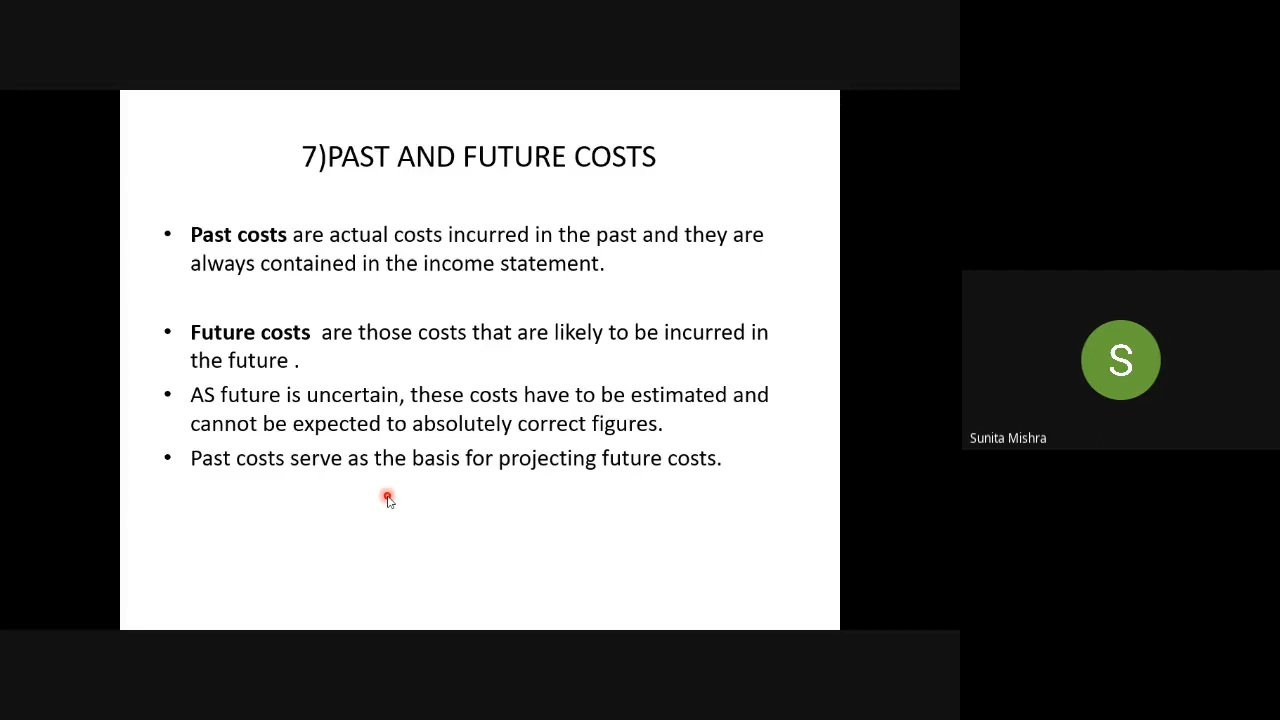 7)PAST AND FUTURE COSTS
• Past costs are actual costs incurred in the past and they are
always contained in the income statement.
• Future costs  are those costs that are likely to be incurred in
the future .
• AS future is uncertain, these costs have to be estimated and
cannot be expected to absolutely correct figures.
• Past costs serve as the basis for projecting future costs.
S
Sunita Mishra